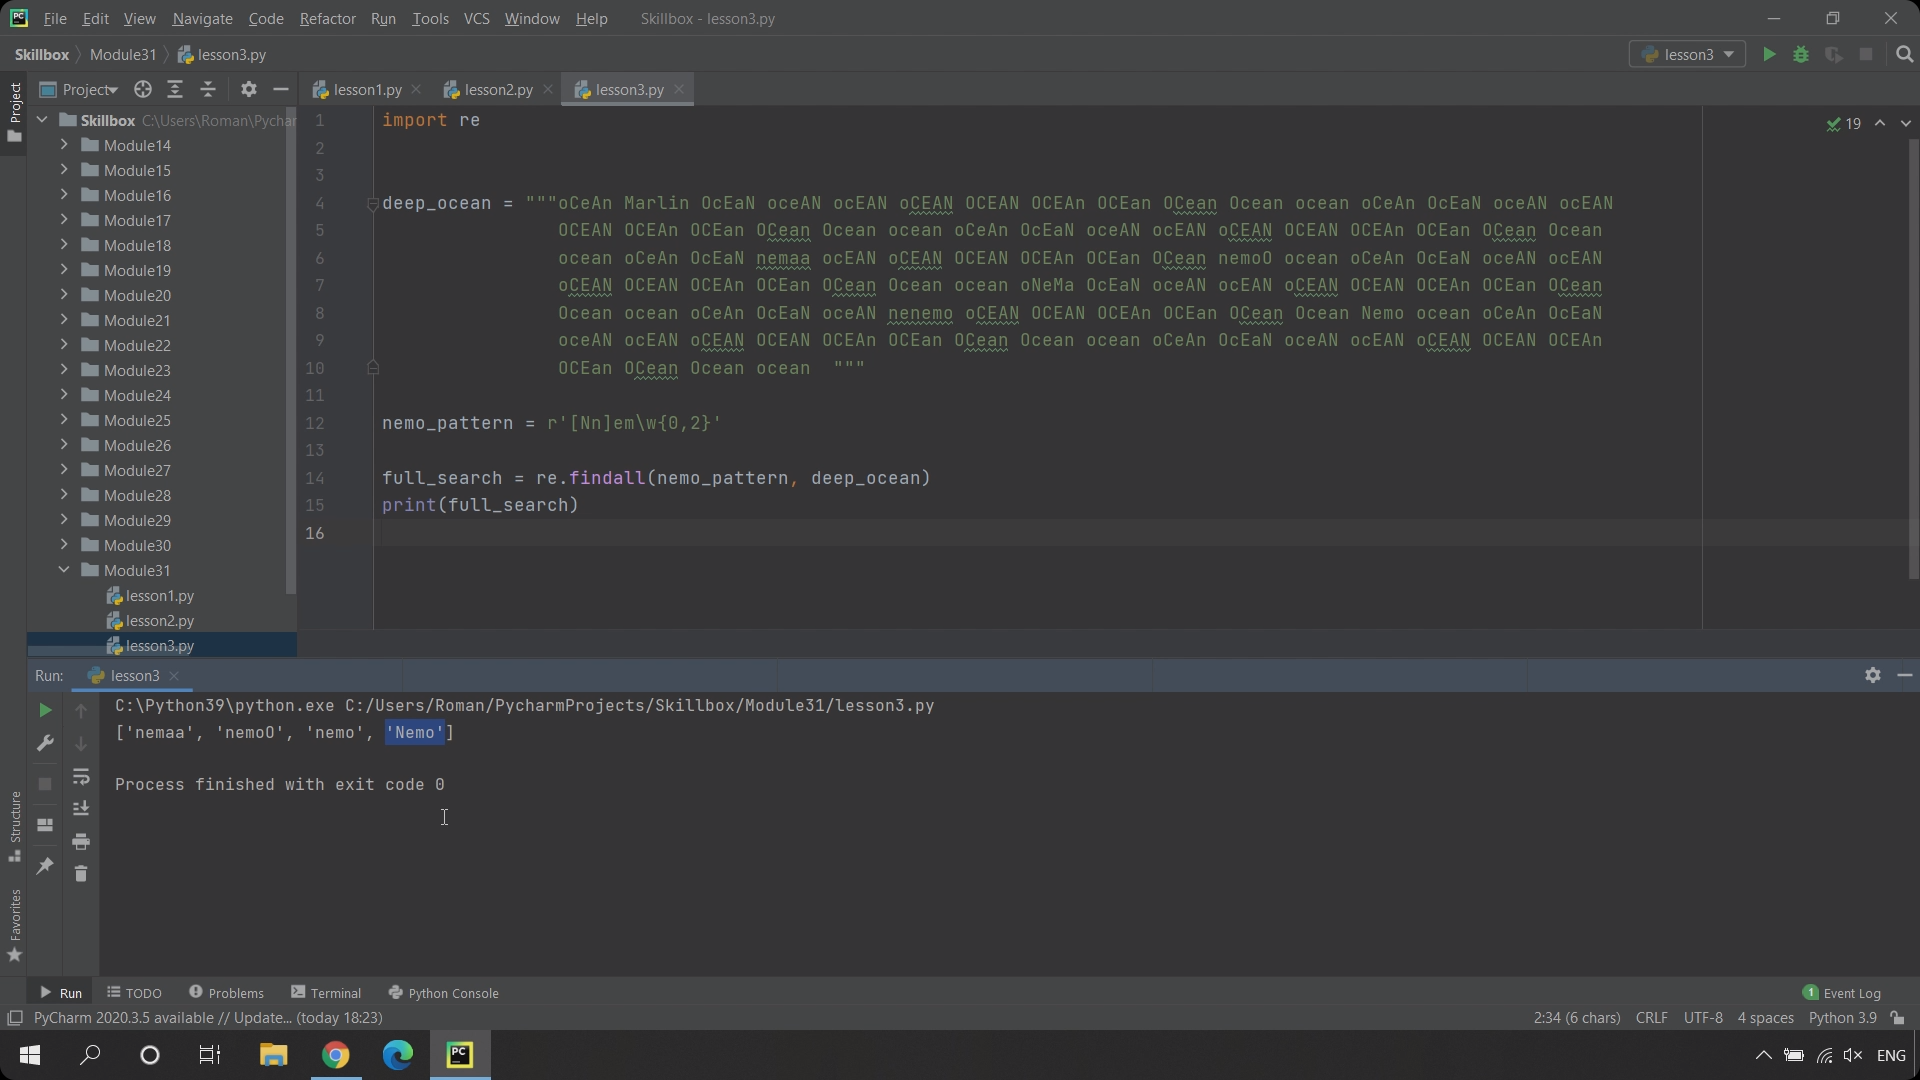 File Edit View Navigate Code Refactor Run Tools VCS Window Help Skillbox - lesson3.py
Skillbox Module31 lesson3.py lesson3
Project lesson1.py lesson2.py lesson3.py
Project
Skillbox C:\Users\Roman\Pychar
Module14
Module15
Module16
Module17
Module18
Module19
Module20
Module21
Module22
Module23
Module24
Module25
Module26
Module27
Module28
Module29
Module30
Module31
lesson1.py
lesson2.py
lesson3.py
19
1 import re
2
3
4 deep_ocean = """oCeAn Marlin OcEaN oceAN ocEAN oCEAN OCEAN OCEAn OCEan OCean Ocean ocean oCeAn OcEaN oceAN ocEAN
5 OCEAN OCEAn OCEan OCean Ocean ocean oCeAn OcEaN oceAN ocEAN oCEAN OCEAN OCEAn OCEan OCean Ocean
6 ocean oCeAn OcEaN nemaa ocEAN oCEAN OCEAN OCEAn OCEan OCean nemoO ocean oCeAn OcEaN oceAN ocEAN
7 oCEAN OCEAN OCEAn OCEan OCean Ocean ocean oNeMa OcEaN oceAN ocEAN oCEAN OCEAN OCEAn OCEan OCean
8 Ocean ocean oCeAn OcEaN oceAN nenemo oCEAN OCEAN OCEAn OCEan OCean Ocean Nemo ocean oCeAn OcEaN
9 oceAN ocEAN oCEAN OCEAN OCEAn OCEan OCean Ocean ocean oCeAn OcEaN oceAN ocEAN oCEAN OCEAN OCEAn
10 OCEan OCean Ocean ocean """
11
12 nemo_pattern = r'[Nn]em\w{0,2}'
13
14 full_search = re.findall(nemo_pattern, deep_ocean)
15 print(full_search)
16
Run: lesson3
C:\Python39\python.exe C:/Users/Roman/PycharmProjects/Skillbox/Module31/lesson3.py
['nemaa', 'nemoO', 'nemo', 'Nemo']
Process finished with exit code 0
Structure
Favorites
Run TODO Problems Terminal Python Console 1 Event Log
PyCharm 2020.3.5 available // Update... (today 18:23) 2:34 (6 chars) CRLF UTF-8 4 spaces Python 3.9
PC ENG